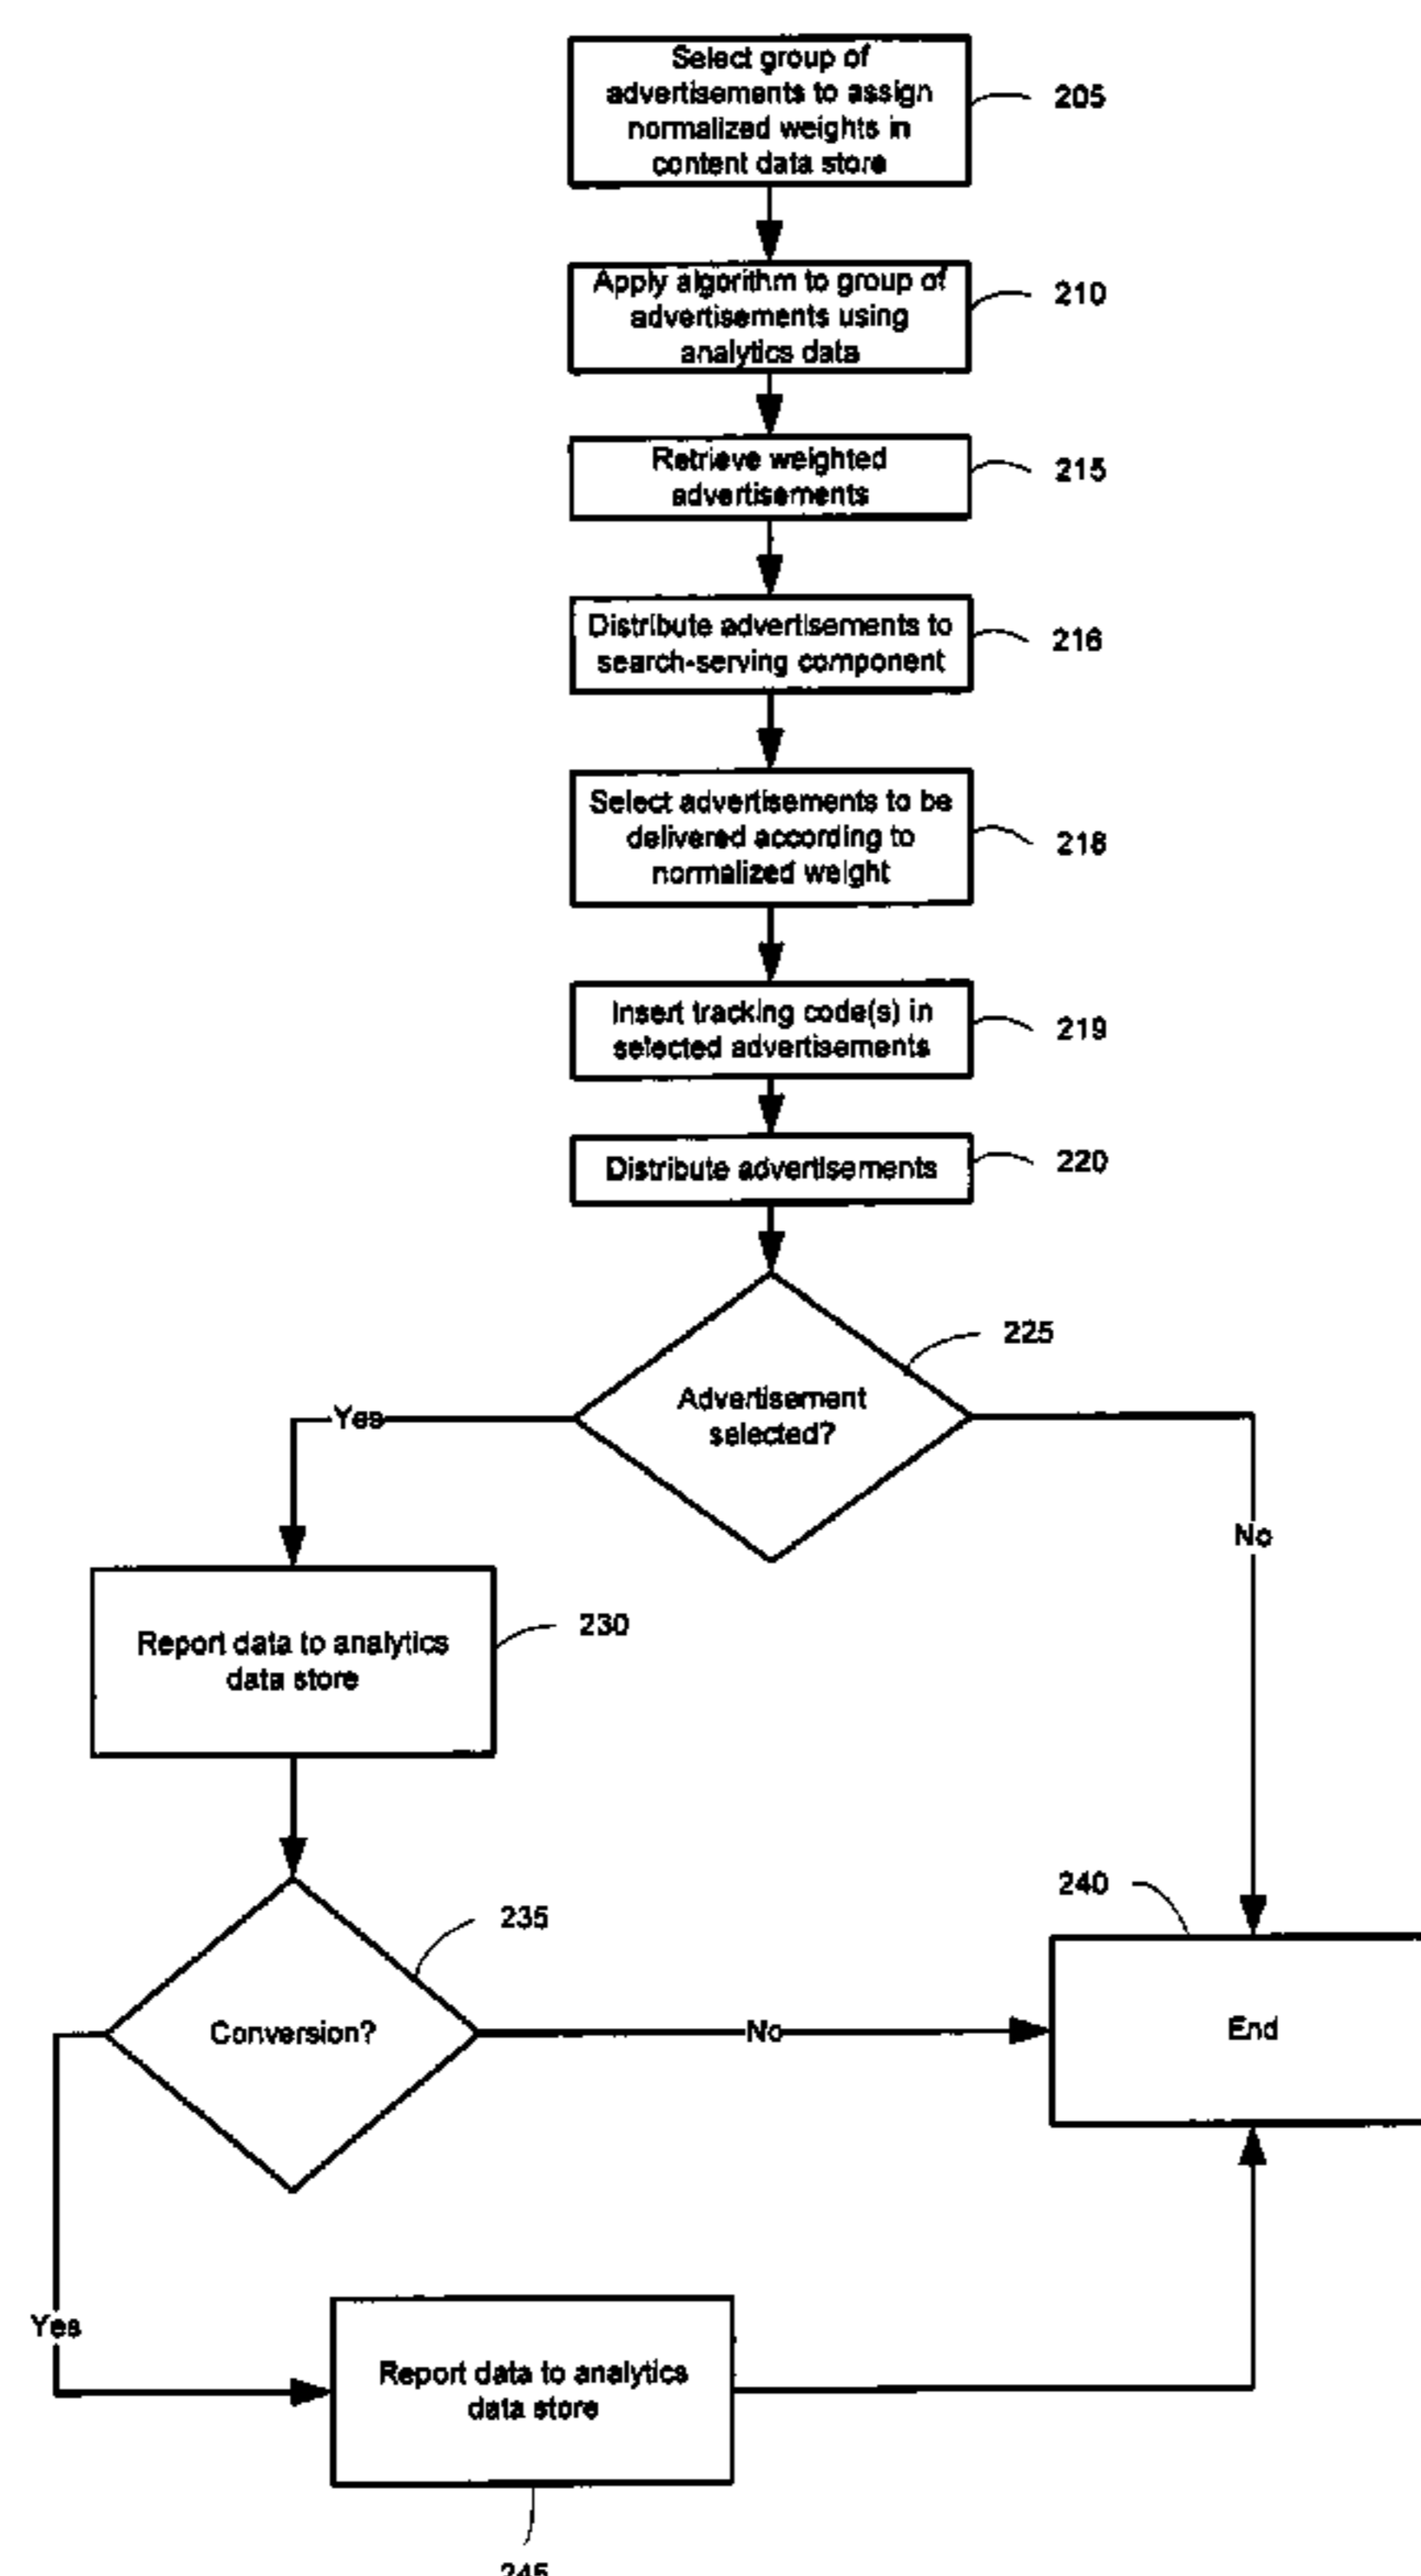 Select group of
advertisements to assign
normalized weights in
content data store
205
Apply algorithm to group of
advertisements using
analytics data
210
Retrieve weighted
advertisements
215
Distribute advertisements to
search-serving component
216
Select advertisements to be
delivered according to
normalized weight
218
Insert tracking code(s) in
selected advertisements
219
Distribute advertisements
220
225
Advertisement
selected?
Yes
No
Report data to analytics
data store
230
240
235
Conversion?
No
End
Yes
Report data to analytics
data store
245